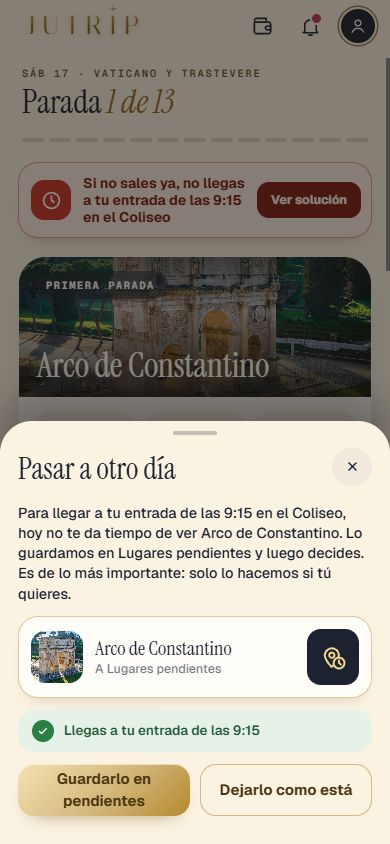 JUTRIP
SÁB 17 · VATICANO Y TRASTEVERE
Parada 1 de 13
Si no sales ya, no llegas
a tu entrada de las 9:15
en el Coliseo
Ver solución
PRIMERA PARADA
Arco de Constantino
Pasar a otro día
Para llegar a tu entrada de las 9:15 en el Coliseo,
hoy no te da tiempo de ver Arco de Constantino. Lo
guardamos en Lugares pendientes y luego decides.
Es de lo más importante: solo lo hacemos si tú
quieres.
Arco de Constantino
A Lugares pendientes
Llegas a tu entrada de las 9:15
Guardarlo en
pendientes
Dejarlo como está